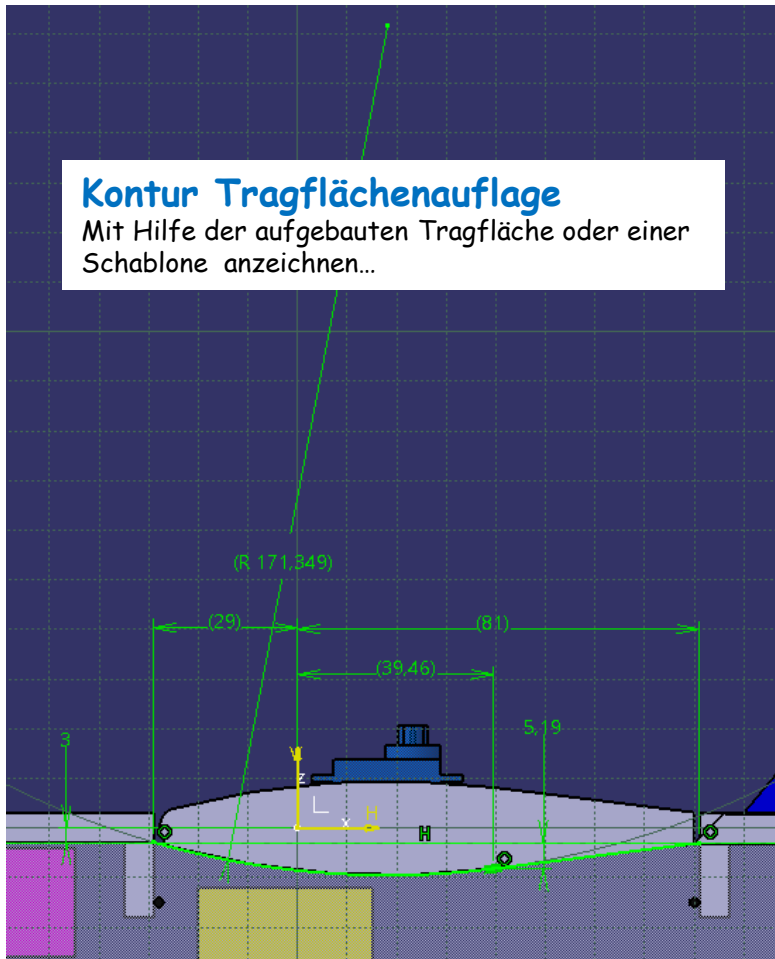 Kontur Tragflächenauflage
Mit Hilfe der aufgebauten Tragfläche oder einer
Schablone anzeichnen...
(R 171,349)
(29)
(81)
(39,46)
5,19
3
V
z
x
H
H